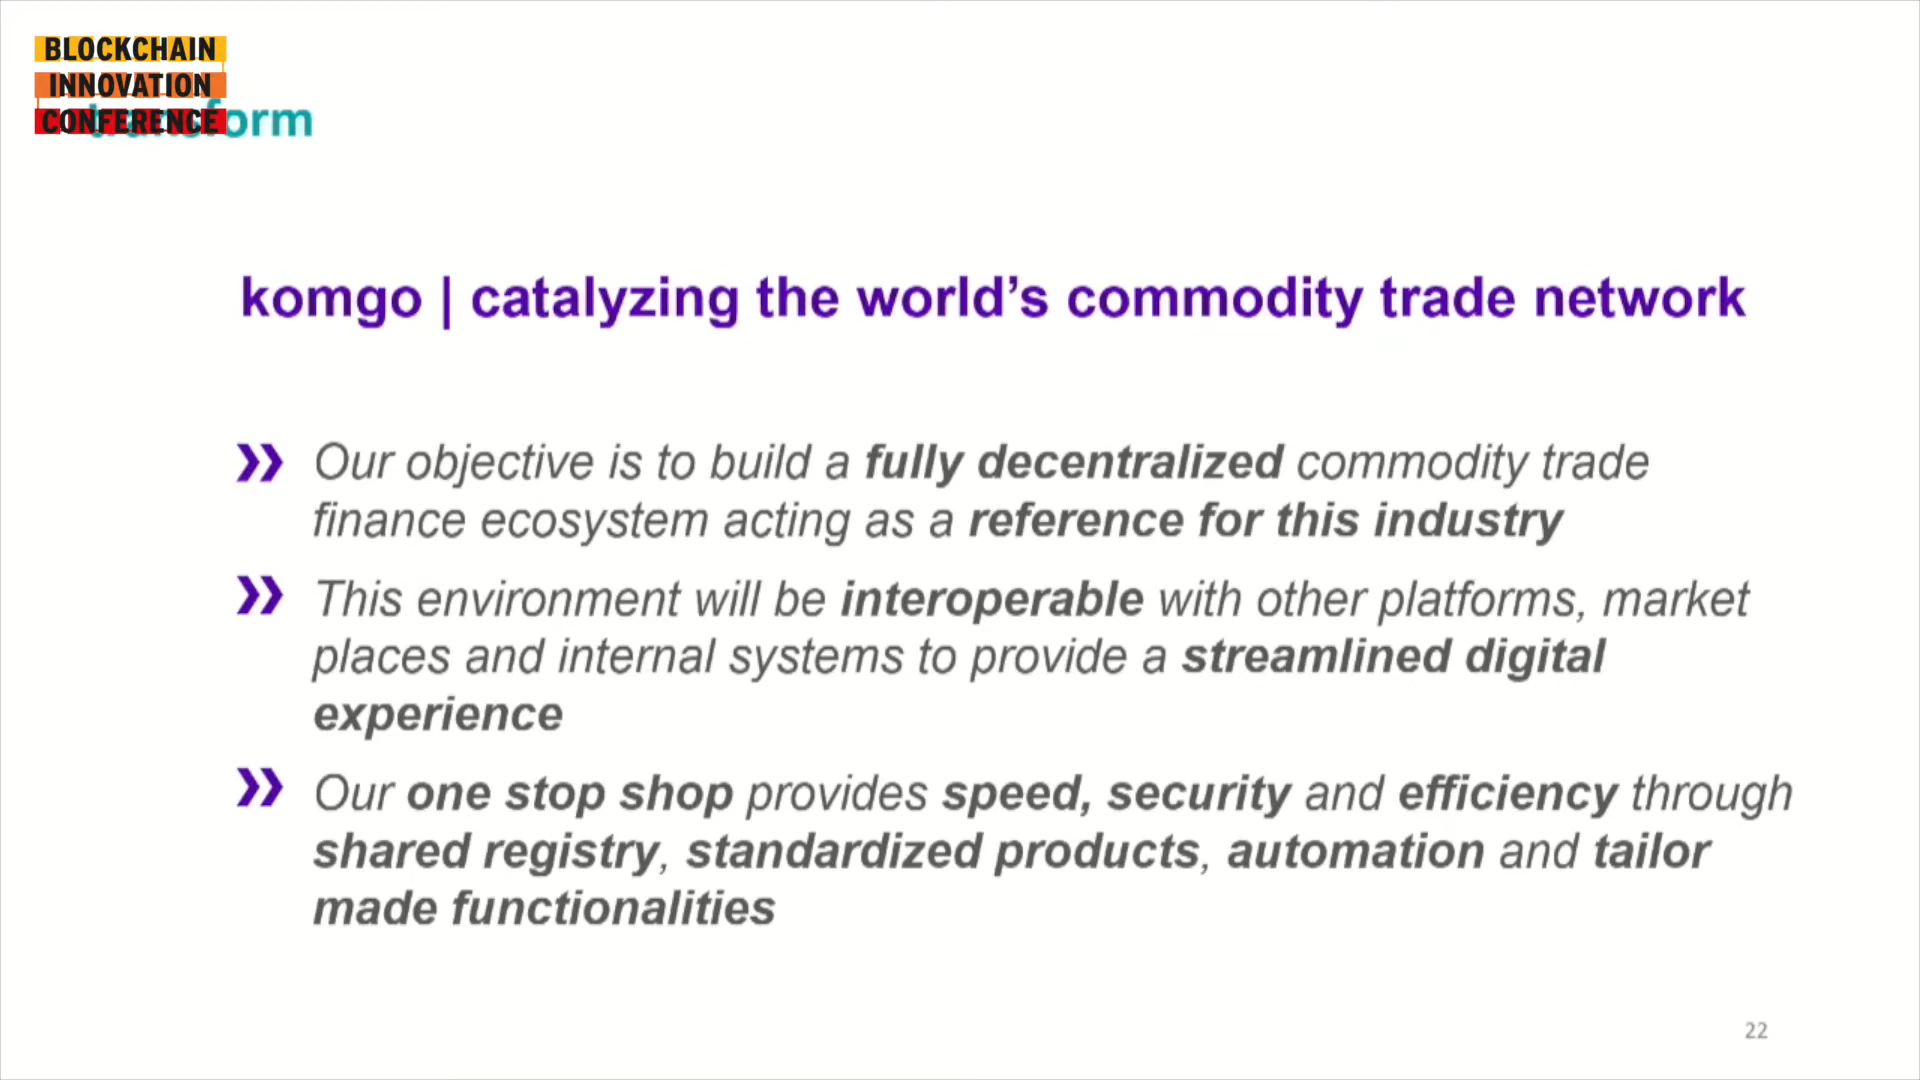 BLOCKCHAIN
INNOVATION
CONFERENCE
transform
komgo | catalyzing the world’s commodity trade network
Our objective is to build a fully decentralized commodity trade
finance ecosystem acting as a reference for this industry
This environment will be interoperable with other platforms, market
places and internal systems to provide a streamlined digital
experience
Our one stop shop provides speed, security and efficiency through
shared registry, standardized products, automation and tailor
made functionalities
22